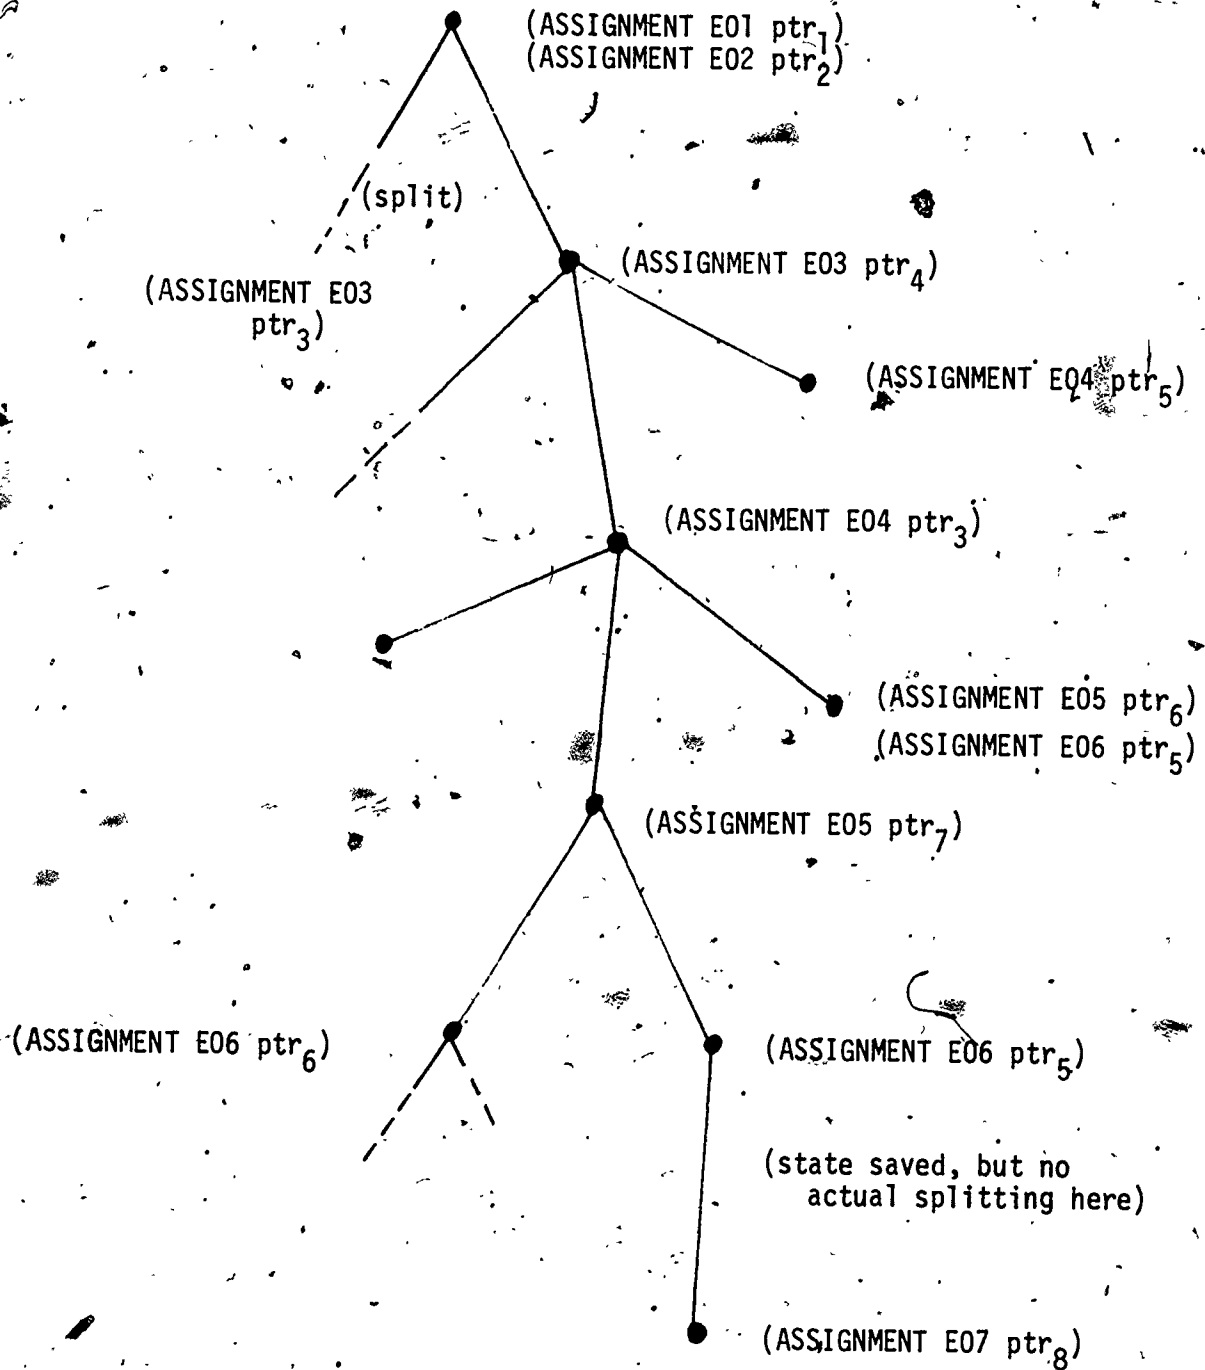 (ASSIGNMENT E01 ptr₁)
(ASSIGNMENT E02 ptr₂)
(split)
(ASSIGNMENT E03 ptr₄)
(ASSIGNMENT E03
ptr₃)
(ASSIGNMENT E04 ptr₅)
(ASSIGNMENT E04 ptr₃)
(ASSIGNMENT E05 ptr₆)
(ASSIGNMENT E06 ptr₅)
(ASSIGNMENT E05 ptr₇)
(ASSIGNMENT E06 ptr₆)
(ASSIGNMENT E06 ptr₅)
(state saved, but no
actual splitting here)
(ASSIGNMENT E07 ptr₈)